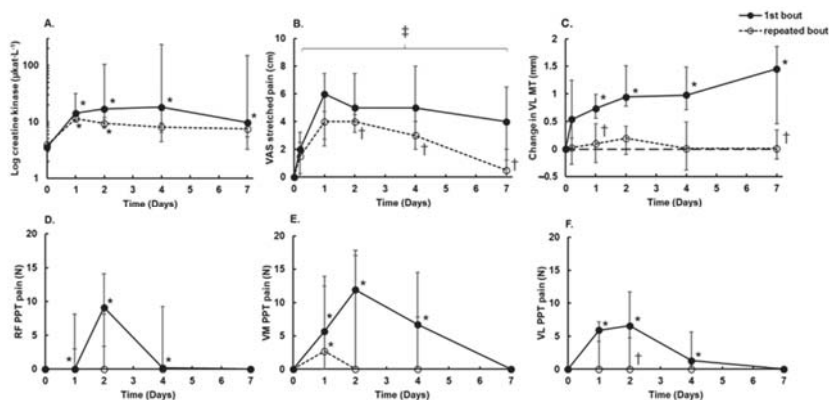 A.
B.
C.
1st bout
repeated bout
Log creatine kinase (µkat·L⁻¹)
100
10
1
0 1 2 3 4 5 6 7
Time (Days)
VAS stretched pain (cm)
10
8
6
4
2
0
0 1 2 3 4 5 6 7
Time (Days)
‡
† † †
Change in VL MT (mm)
2
1.5
1
0.5
0
−0.5
0 1 2 3 4 5 6 7
Time (Days)
* * * * * *
* * * *
† †
D.
E.
F.
RF PPT pain (N)
20
15
10
5
0
0 1 2 3 4 5 6 7
Time (Days)
* * *
VM PPT pain (N)
20
15
10
5
0
0 1 2 3 4 5 6 7
Time (Days)
* * * *
VL PPT pain (N)
20
15
10
5
0
0 1 2 3 4 5 6 7
Time (Days)
* * *
†